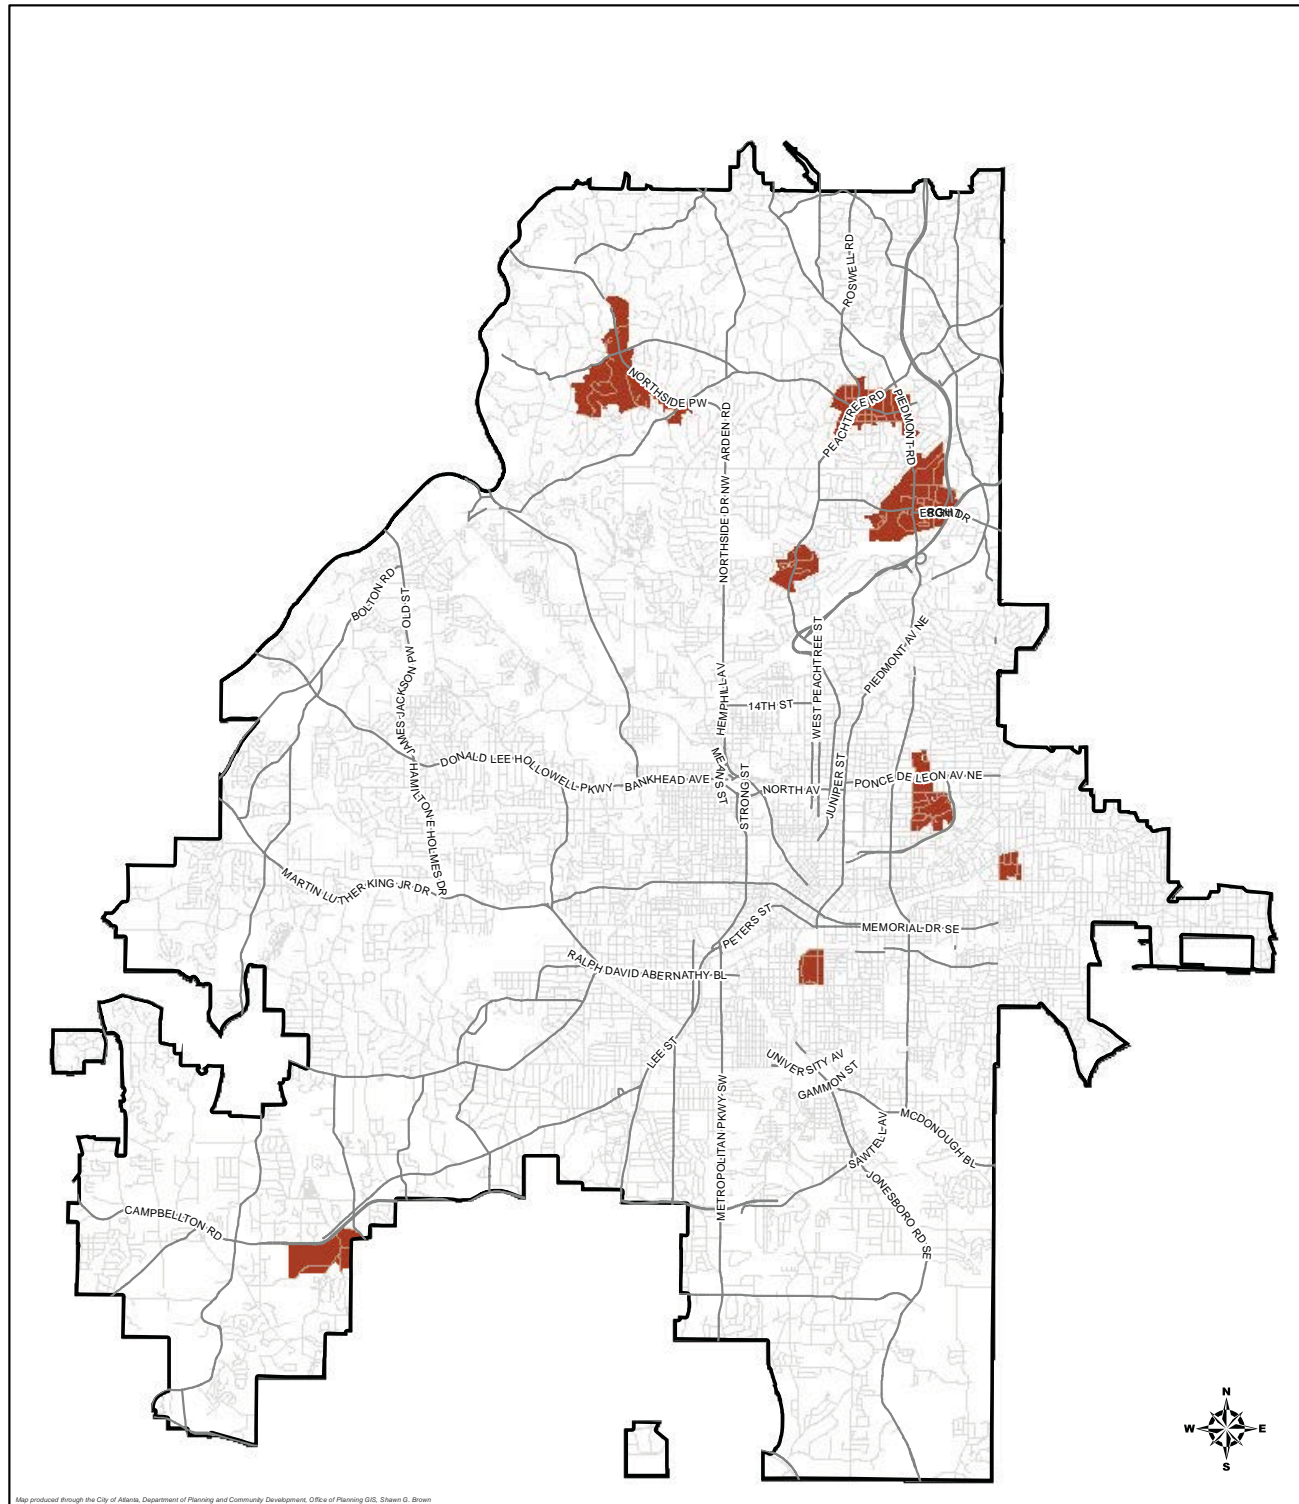 ROSWELL RD
NORTHSIDE PW
ARDEN RD
PEACHTREE RD
PIEDMONT RD
NORTHSIDE DR NW
DR
BOLTON RD
OLD ST
JAMES JACKSON PW
HAMILTON E HOLMES DR
HEMPHILL AV
14TH ST
WEST PEACHTREE ST
PIEDMONT AV NE
DONALD LEE HOLLOWELL PKWY
BANKHEAD AVE
MEANS ST
STRONG ST
NORTH AV
JUNIPER ST
PONCE DE LEON AV NE
MARTIN LUTHER KING JR DR
PETERS ST
MEMORIAL DR SE
RALPH DAVID ABERNATHY BL
LEE ST
UNIVERSITY AV
GAMMON ST
METROPOLITAN PKWY SW
SAWTELL AV
MCDONOUGH BL
JONESBORO RD SE
CAMPBELLTON RD
N
W E
S
Map produced through the City of Atlanta, Department of Planning and Community Development, Office of Planning GIS, Shawn G. Brown